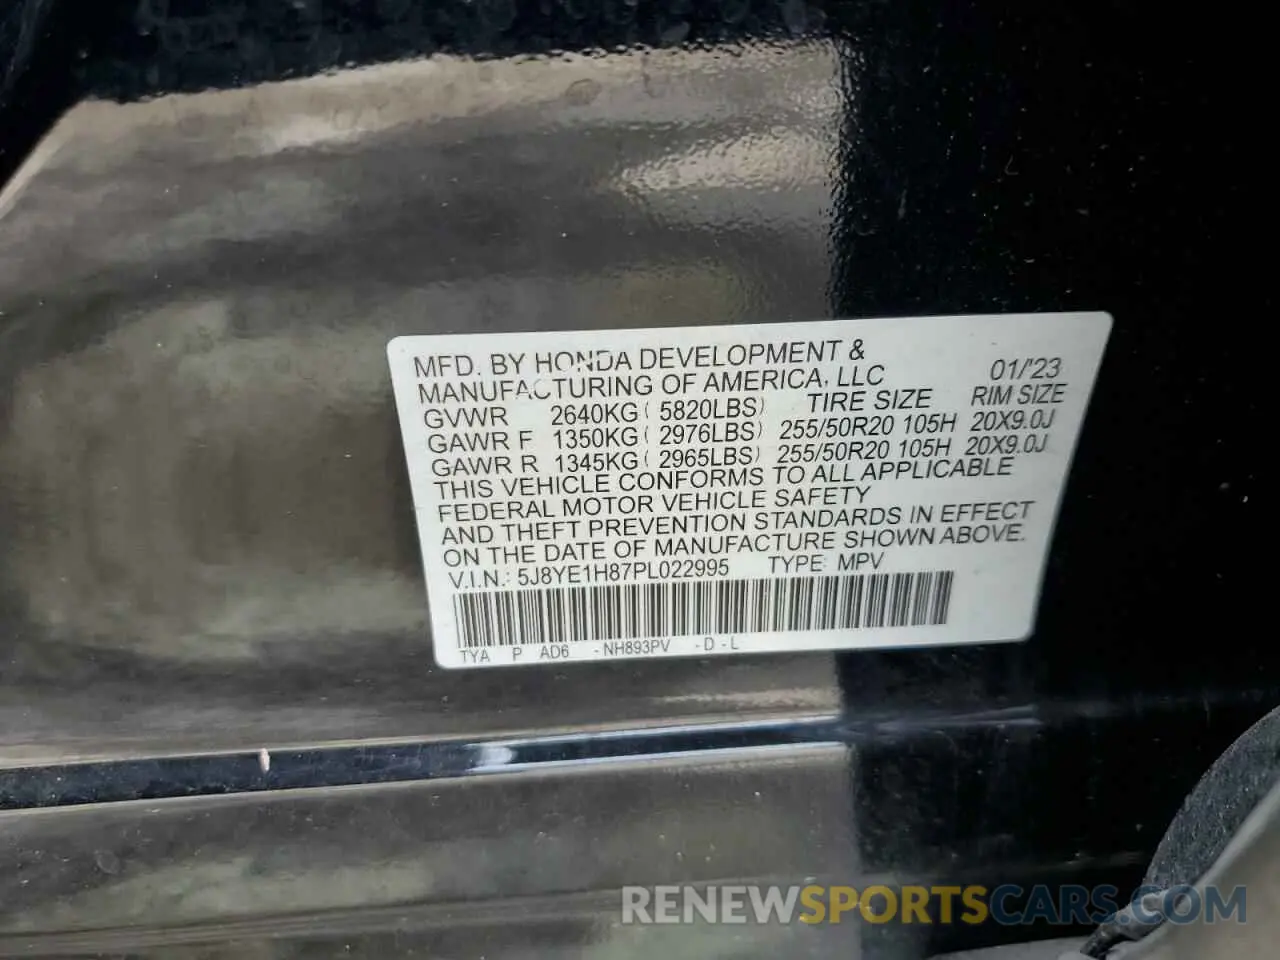 MFD. BY HONDA DEVELOPMENT &
MANUFACTURING OF AMERICA, LLC 01/'23
GVWR 2640KG ( 5820LBS) TIRE SIZE RIM SIZE
GAWR F 1350KG ( 2976LBS) 255/50R20 105H 20X9.0J
GAWR R 1345KG ( 2965LBS) 255/50R20 105H 20X9.0J
THIS VEHICLE CONFORMS TO ALL APPLICABLE
FEDERAL MOTOR VEHICLE SAFETY
AND THEFT PREVENTION STANDARDS IN EFFECT
ON THE DATE OF MANUFACTURE SHOWN ABOVE.
V.I.N.: 5J8YE1H87PL022995 TYPE: MPV
TYA P AD6 -NH893PV -D-L
RENEWSPORTSCARS.COM